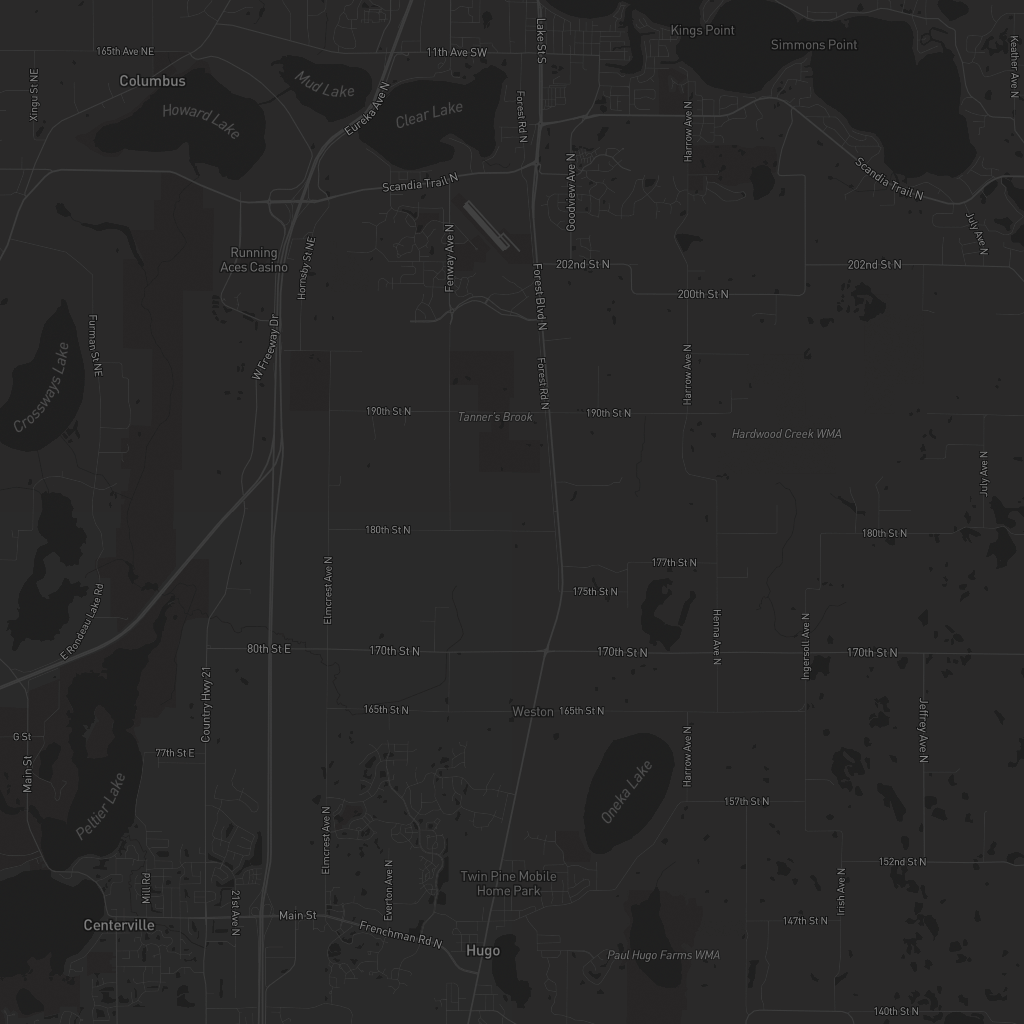 Kings Point
Simmons Point
165th Ave NE
11th Ave SW
Lake St S
Keather Ave N
Xingu St NE
Columbus
Mud Lake
Howard Lake
Eureka Ave N
Clear Lake
Forest Rd N
Harrow Ave N
Scandia Trail N
Scandia Trail N
Goodview Ave N
July Ave N
Running
Aces Casino
Hornsby St NE
Fenway Ave N
202nd St N
202nd St N
200th St N
Forest Blvd N
Furman St NE
W Freeway Dr
Crossways Lake
Forest Rd N
Harrow Ave N
190th St N
Tanner's Brook
190th St N
Hardwood Creek WMA
July Ave N
180th St N
180th St N
177th St N
175th St N
Elmcrest Ave N
E Rondeau Lake Rd
Henna Ave N
Ingersoll Ave N
80th St E
170th St N
170th St N
170th St N
Country Hwy 21
165th St N
Weston
165th St N
Jeffrey Ave N
G St
Main St
77th St E
Harrow Ave N
Peltier Lake
Oneka Lake
157th St N
Elmcrest Ave N
152nd St N
Mill Rd
21st Ave N
Everton Ave N
Twin Pine Mobile
Home Park
Irish Ave N
Centerville
Main St
Frenchman Rd N
147th St N
Hugo
Paul Hugo Farms WMA
140th St N